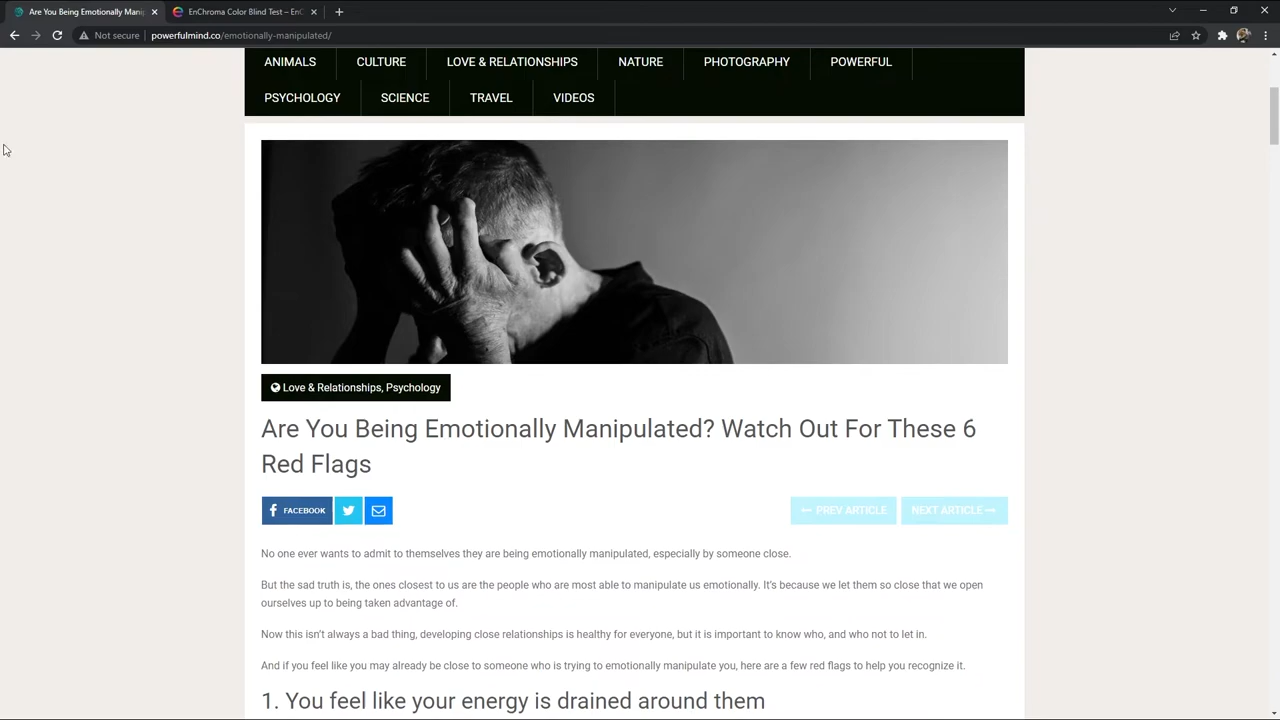 Are You Being Emotionally Manip
EnChroma Color Blind Test – EnC
Not secure powerfulmind.co/emotionally-manipulated/
ANIMALS CULTURE LOVE & RELATIONSHIPS NATURE PHOTOGRAPHY POWERFUL
PSYCHOLOGY SCIENCE TRAVEL VIDEOS
Love & Relationships, Psychology
Are You Being Emotionally Manipulated? Watch Out For These 6
Red Flags
FACEBOOK
PREV ARTICLE NEXT ARTICLE
No one ever wants to admit to themselves they are being emotionally manipulated, especially by someone close.
But the sad truth is, the ones closest to us are the people who are most able to manipulate us emotionally. It's because we let them so close that we open
ourselves up to being taken advantage of.
Now this isn't always a bad thing, developing close relationships is healthy for everyone, but it is important to know who, and who not to let in.
And if you feel like you may already be close to someone who is trying to emotionally manipulate you, here are a few red flags to help you recognize it.
1. You feel like your energy is drained around them